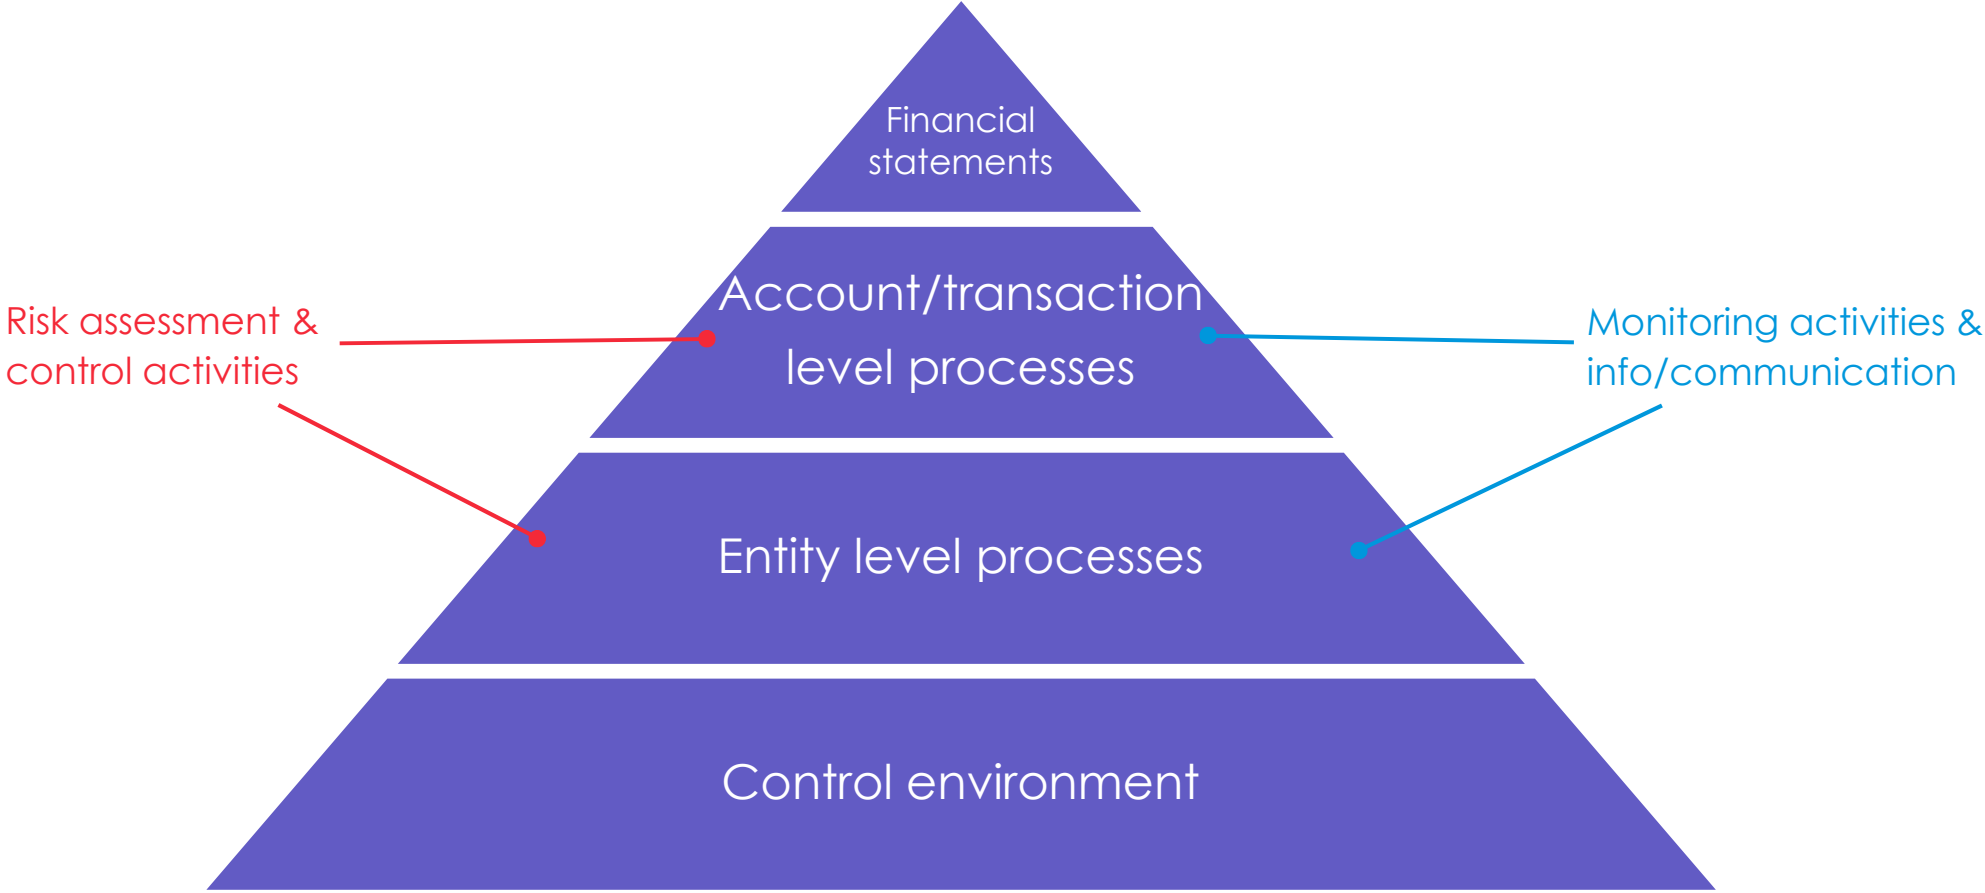 Financial
statements
Account/transaction
level processes
Risk assessment &
control activities
Monitoring activities &
info/communication
Entity level processes
Control environment